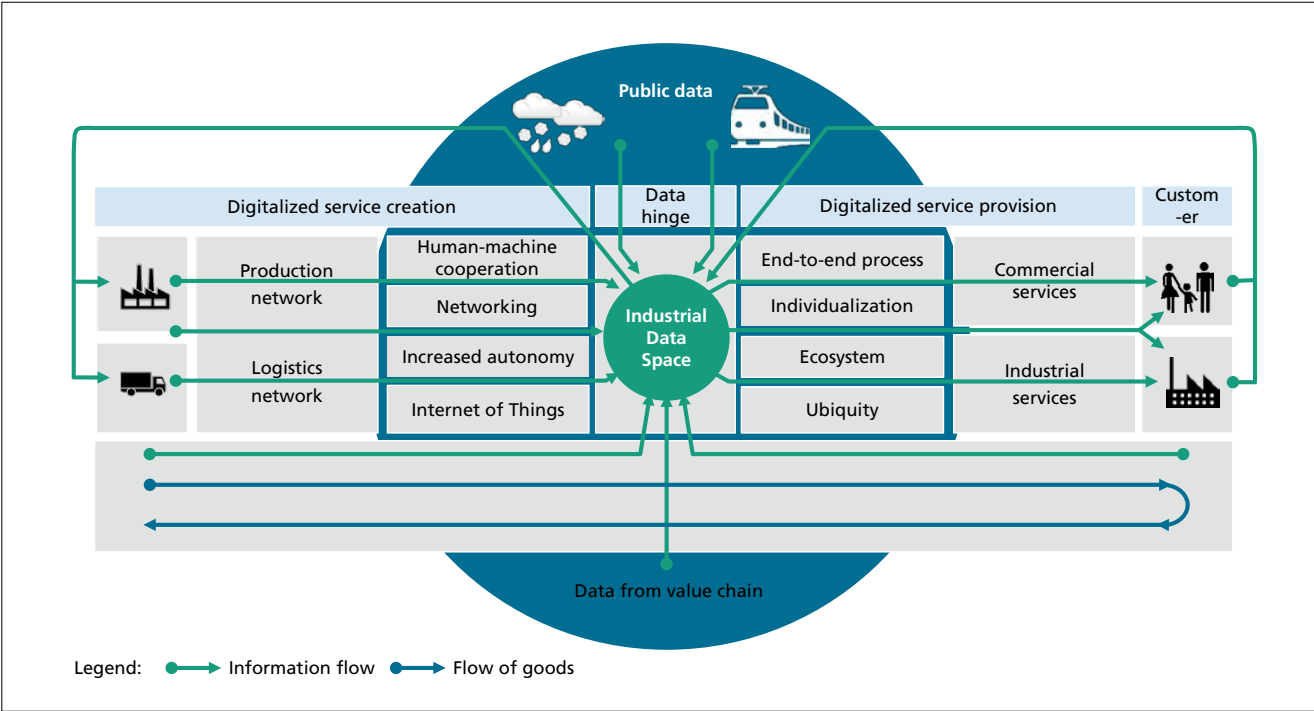 Public data
Digitalized service creation
Data
hinge
Digitalized service provision
Custom
-er
Production
network
Human-machine
cooperation
Networking
Logistics
network
Increased autonomy
Internet of Things
Industrial
Data
Space
End-to-end process
Individualization
Ecosystem
Ubiquity
Commercial
services
Industrial
services
Data from value chain
Legend:
Information flow
Flow of goods